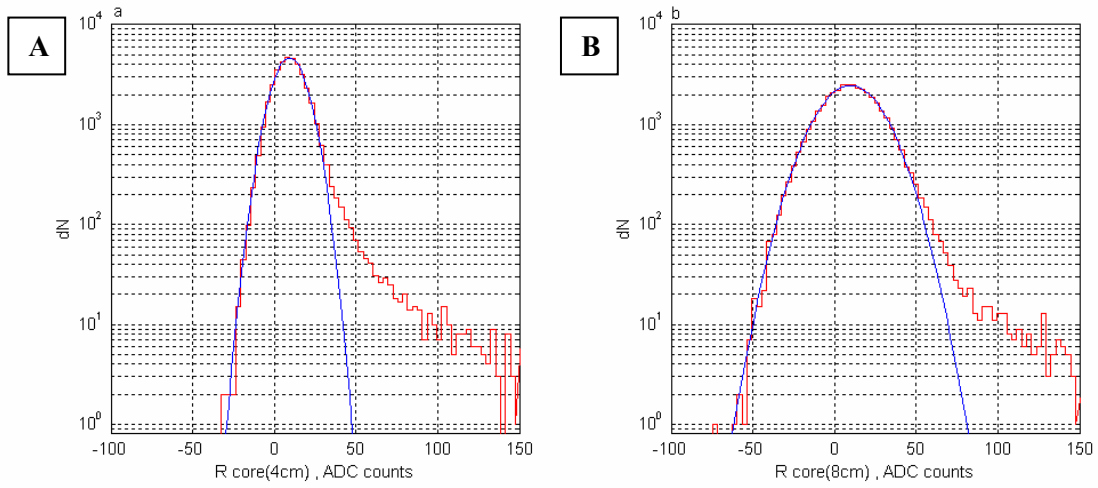 A
a
10^4
10^3
10^2
10^1
10^0
dN
-100 -50 0 50 100 150
R core(4cm) , ADC counts
B
b
10^4
10^3
10^2
10^1
10^0
dN
-100 -50 0 50 100 150
R core(8cm) , ADC counts